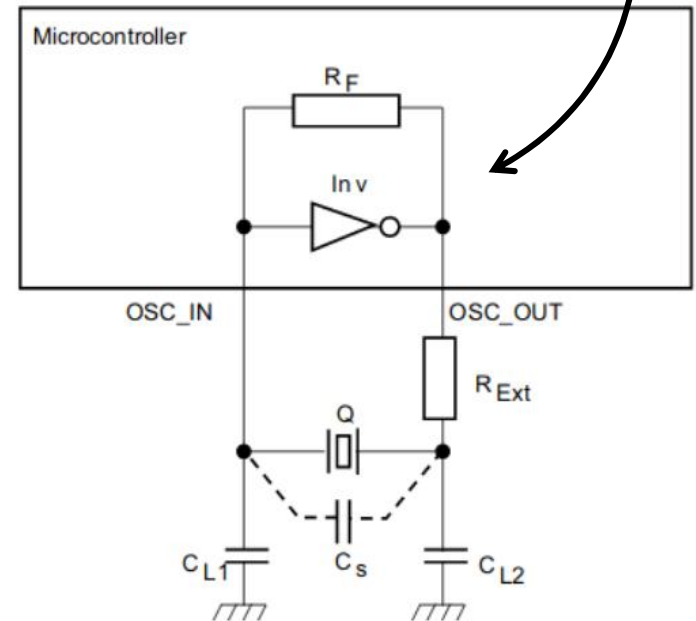 Microcontroller
RF
Inv
OSC_IN
OSC_OUT
RExt
Q
CL1
Cs
CL2